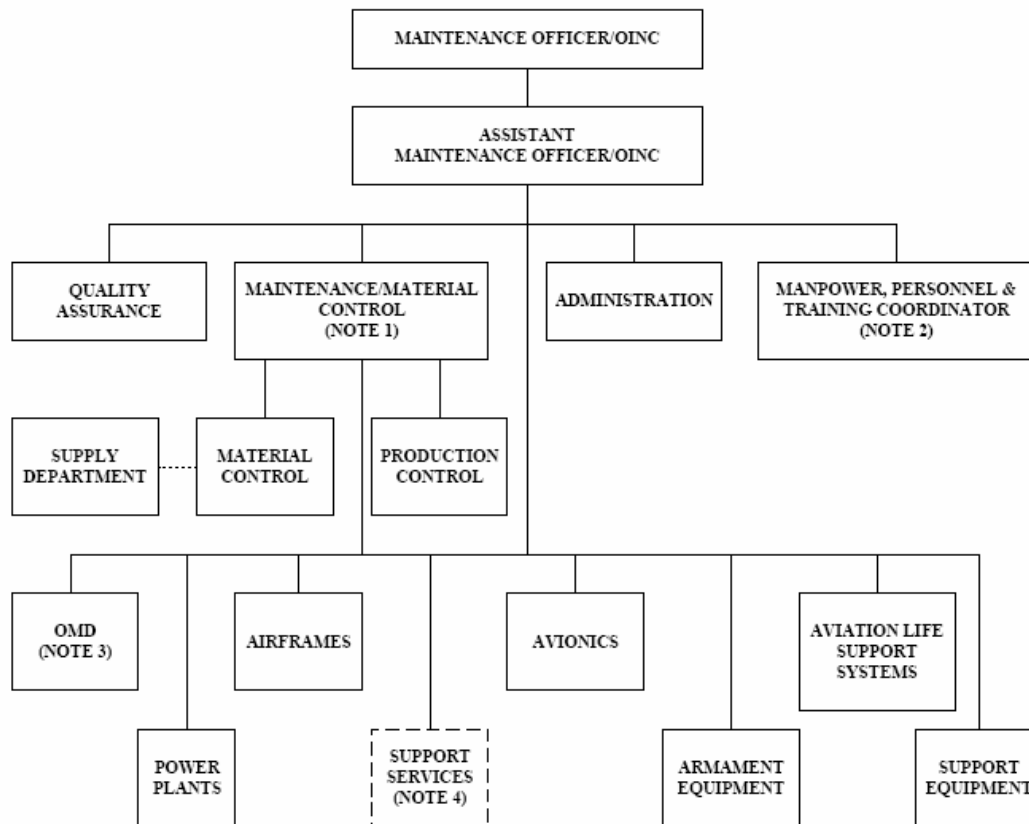 MAINTENANCE OFFICER/OINC
ASSISTANT
MAINTENANCE OFFICER/OINC
QUALITY
ASSURANCE
MAINTENANCE/MATERIAL
CONTROL
(NOTE 1)
ADMINISTRATION
MANPOWER, PERSONNEL &
TRAINING COORDINATOR
(NOTE 2)
SUPPLY
DEPARTMENT
MATERIAL
CONTROL
PRODUCTION
CONTROL
OMD
(NOTE 3)
AIRFRAMES
AVIONICS
AVIATION LIFE
SUPPORT
SYSTEMS
POWER
PLANTS
SUPPORT
SERVICES
(NOTE 4)
ARMAMENT
EQUIPMENT
SUPPORT
EQUIPMENT